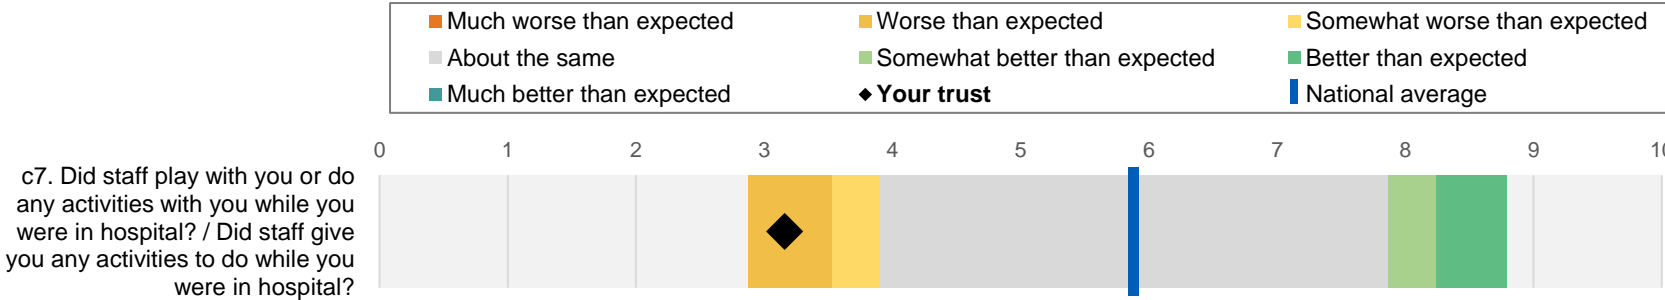 Much worse than expected
Worse than expected
Somewhat worse than expected
About the same
Somewhat better than expected
Better than expected
Much better than expected
Your trust
National average
0 1 2 3 4 5 6 7 8 9 10
c7. Did staff play with you or do
any activities with you while you
were in hospital? / Did staff give
you any activities to do while you
were in hospital?